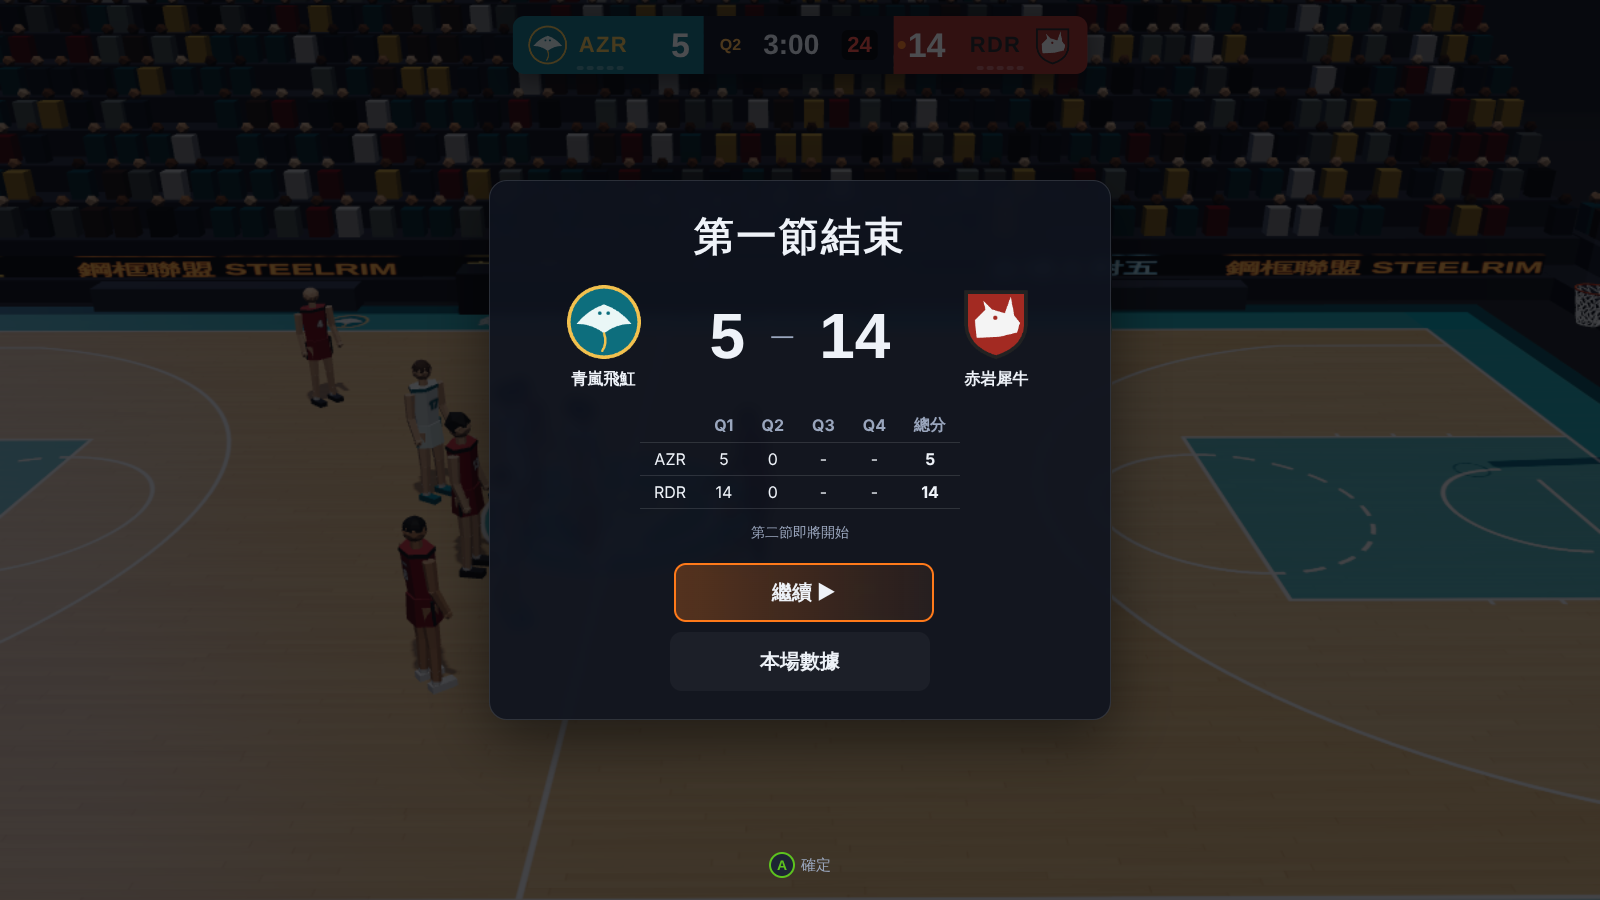 AZR 5 Q2 3:00 24 14 RDR
鋼框聯盟 STEELRIM
對五
鋼框聯盟 STEELRIM
第一節結束
5 — 14
青嵐飛魟
赤岩犀牛
Q1 Q2 Q3 Q4 總分
AZR 5 0 - - 5
RDR 14 0 - - 14
第二節即將開始
繼續 ▶
本場數據
A 確定